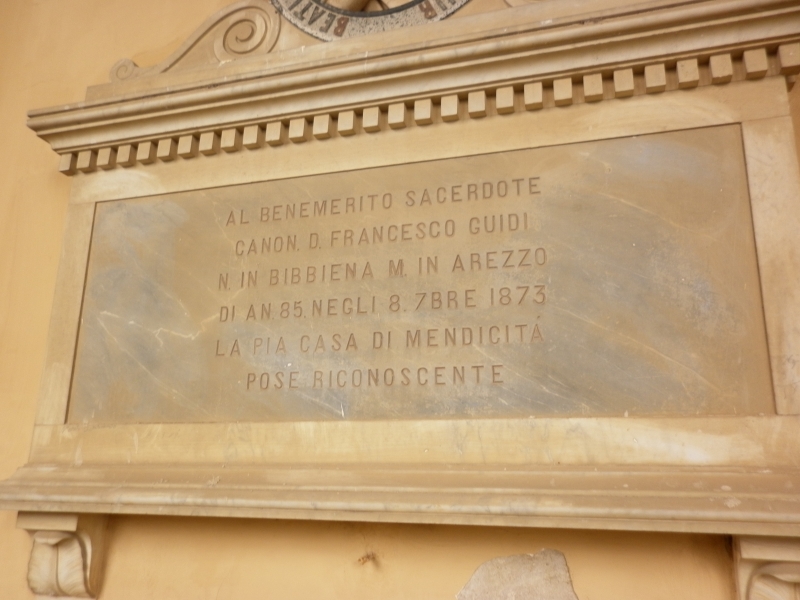 AL BENEMERITO SACERDOTE
CANON. D. FRANCESCO GUIDI
N. IN BIBBIENA M. IN AREZZO
DI AN. 85. NEGLI 8. 7BRE 1873
LA PIA CASA DI MENDICITÁ
POSE RICONOSCENTE